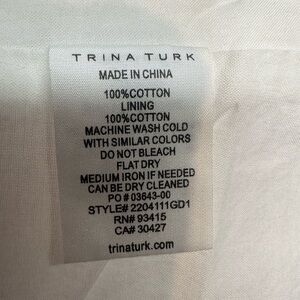 TRINA TURK
MADE IN CHINA
100%COTTON
LINING
100%COTTON
MACHINE WASH COLD
WITH SIMILAR COLORS
DO NOT BLEACH
FLAT DRY
MEDIUM IRON IF NEEDED
CAN BE DRY CLEANED
PO # 03643-00
STYLE# 2204111GD1
RN# 93415
CA# 30427
trinaturk.com